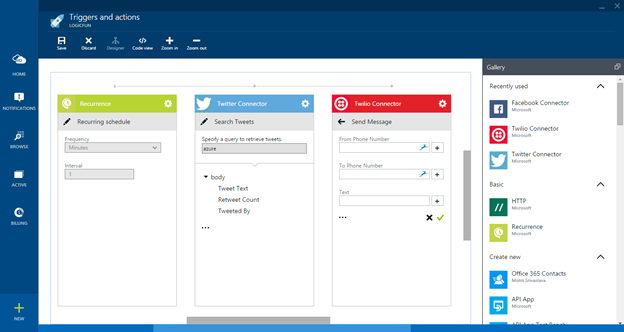 Triggers and actions
LOGICFUN
Save
Discard
Designer
Code view
Zoom in
Zoom out
HOME
NOTIFICATIONS
BROWSE
ACTIVE
BILLING
NEW
Recurrence
Recurring schedule
Frequency
Minutes
Interval
1
Twitter Connector
Search Tweets
Specify a query to retrieve tweets.
azure
body
Tweet Text
Retweet Count
Tweeted By
...
Twilio Connector
Send Message
From Phone Number
To Phone Number
Text
...
Gallery
Recently used
Facebook Connector
Microsoft
Twilio Connector
Microsoft
Twitter Connector
Microsoft
Basic
HTTP
Microsoft
Recurrence
Microsoft
Create new
Office 365 Contacts
Mohit Srivastava
API App
Microsoft